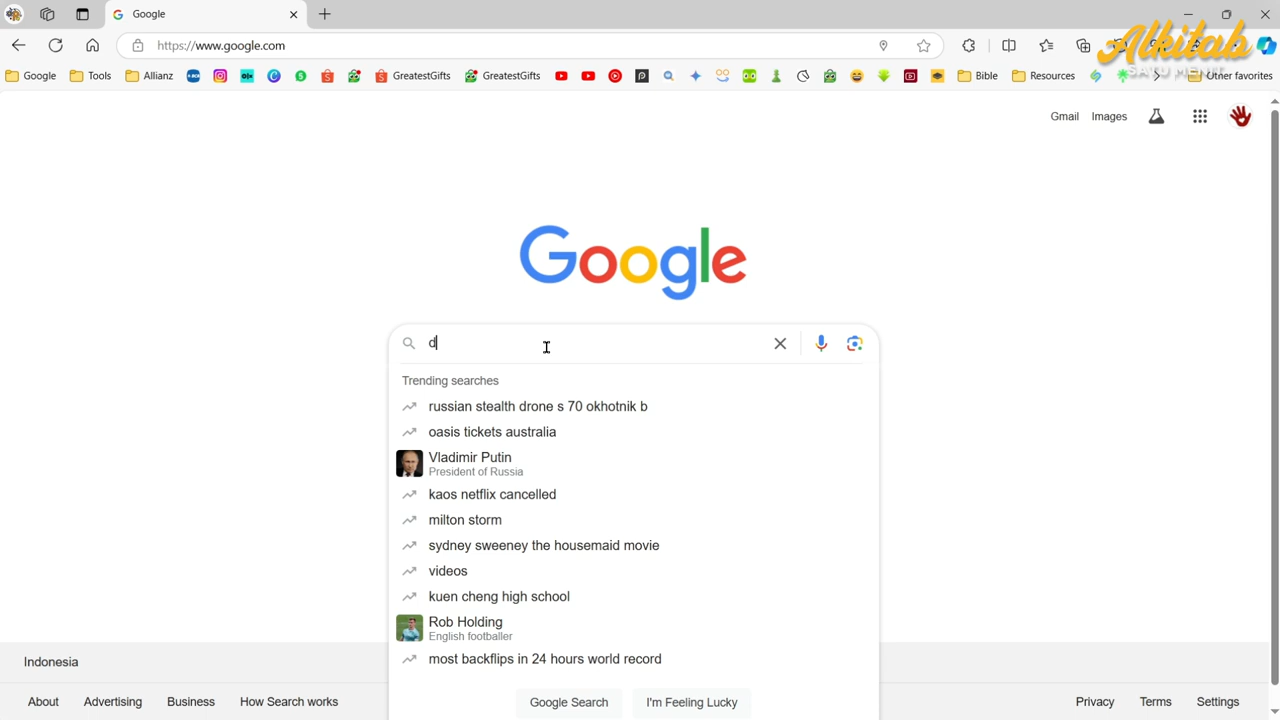 Google
https://www.google.com
Alkitab
SATU MENIT
Google
Tools
Allianz
GreatestGifts
GreatestGifts
Bible
Resources
Other favorites
Gmail
Images
Google
d
Trending searches
russian stealth drone s 70 okhotnik b
oasis tickets australia
Vladimir Putin
President of Russia
kaos netflix cancelled
milton storm
sydney sweeney the housemaid movie
videos
kuen cheng high school
Rob Holding
English footballer
most backflips in 24 hours world record
Indonesia
Google Search
I'm Feeling Lucky
About
Advertising
Business
How Search works
Privacy
Terms
Settings